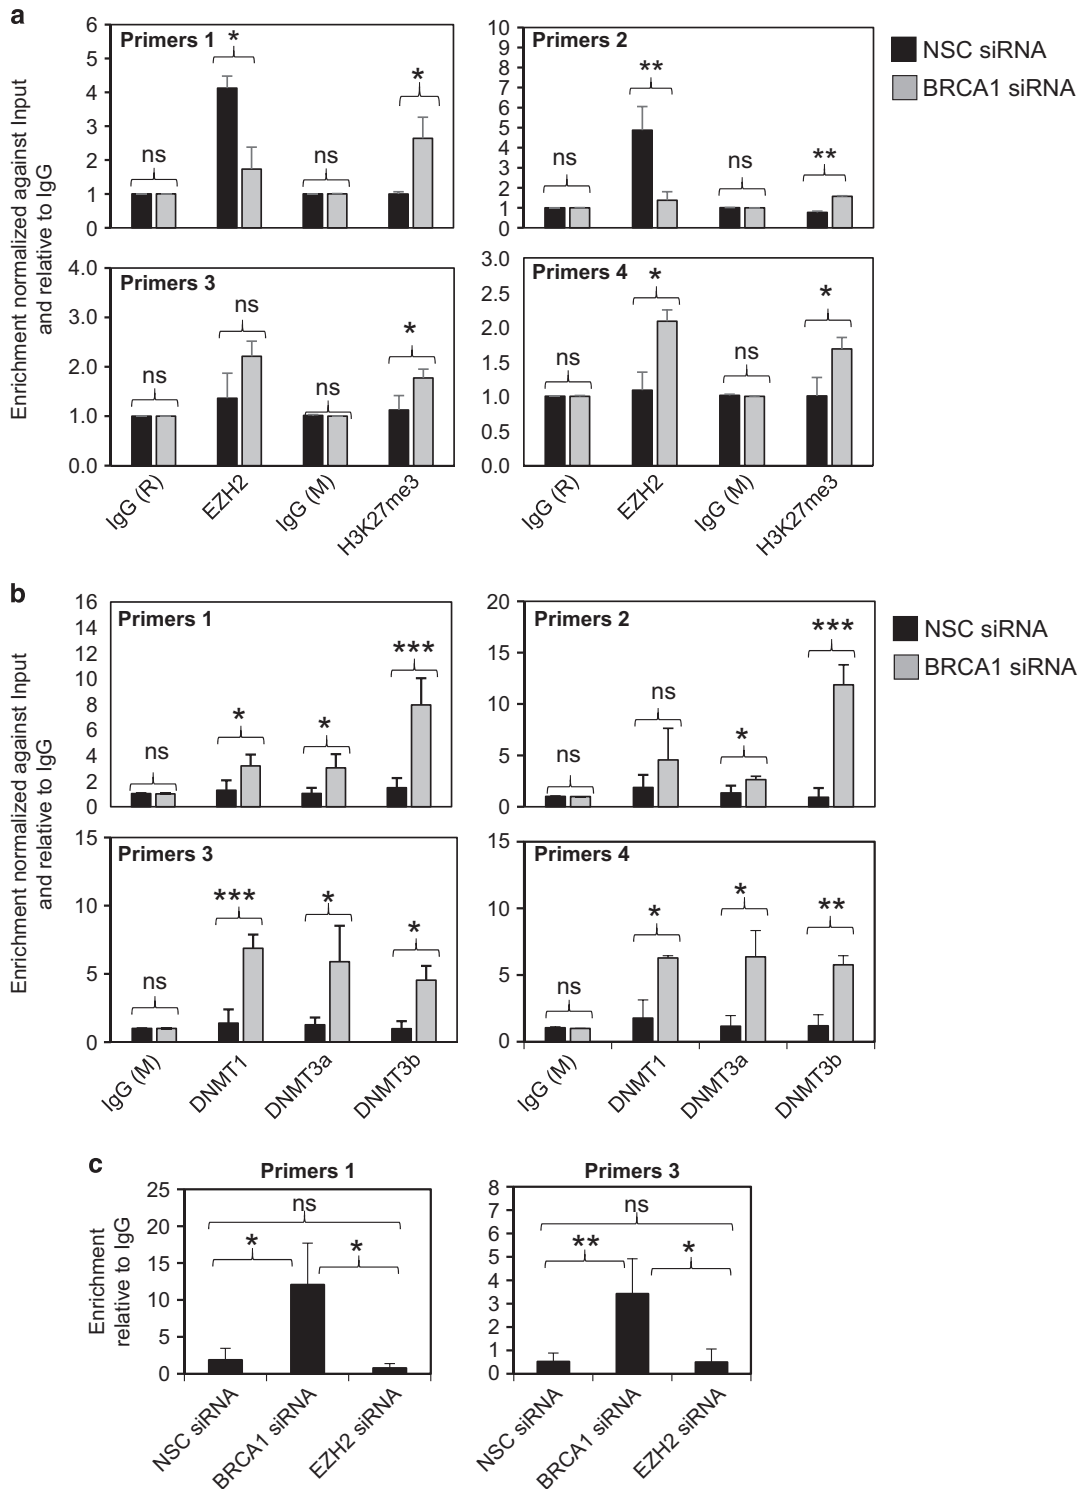 a
Primers 1
Primers 2
NSC siRNA
BRCA1 siRNA
Enrichment normalized against Input
and relative to IgG
6
5
4
3
2
1
0
ns
*
ns
*
10
9
8
7
6
5
4
3
2
1
0
ns
**
ns
**
Primers 3
4.0
3.0
2.0
1.0
0.0
ns
ns
ns
*
Primers 4
3.0
2.5
2.0
1.5
1.0
0.5
0.0
ns
*
ns
*
IgG (R)
EZH2
IgG (M)
H3K27me3
IgG (R)
EZH2
IgG (M)
H3K27me3
b
Primers 1
Primers 2
NSC siRNA
BRCA1 siRNA
Enrichment normalized against Input
and relative to IgG
16
14
12
10
8
6
4
2
0
ns
*
*
***
20
15
10
5
0
ns
ns
*
***
Primers 3
15
10
5
0
ns
***
*
*
Primers 4
15
10
5
0
ns
*
*
**
IgG (M)
DNMT1
DNMT3a
DNMT3b
IgG (M)
DNMT1
DNMT3a
DNMT3b
c
Primers 1
Enrichment
relative to IgG
25
20
15
10
5
0
ns
*
*
NSC siRNA
BRCA1 siRNA
EZH2 siRNA
Primers 3
8
7
6
5
4
3
2
1
0
ns
**
*
NSC siRNA
BRCA1 siRNA
EZH2 siRNA